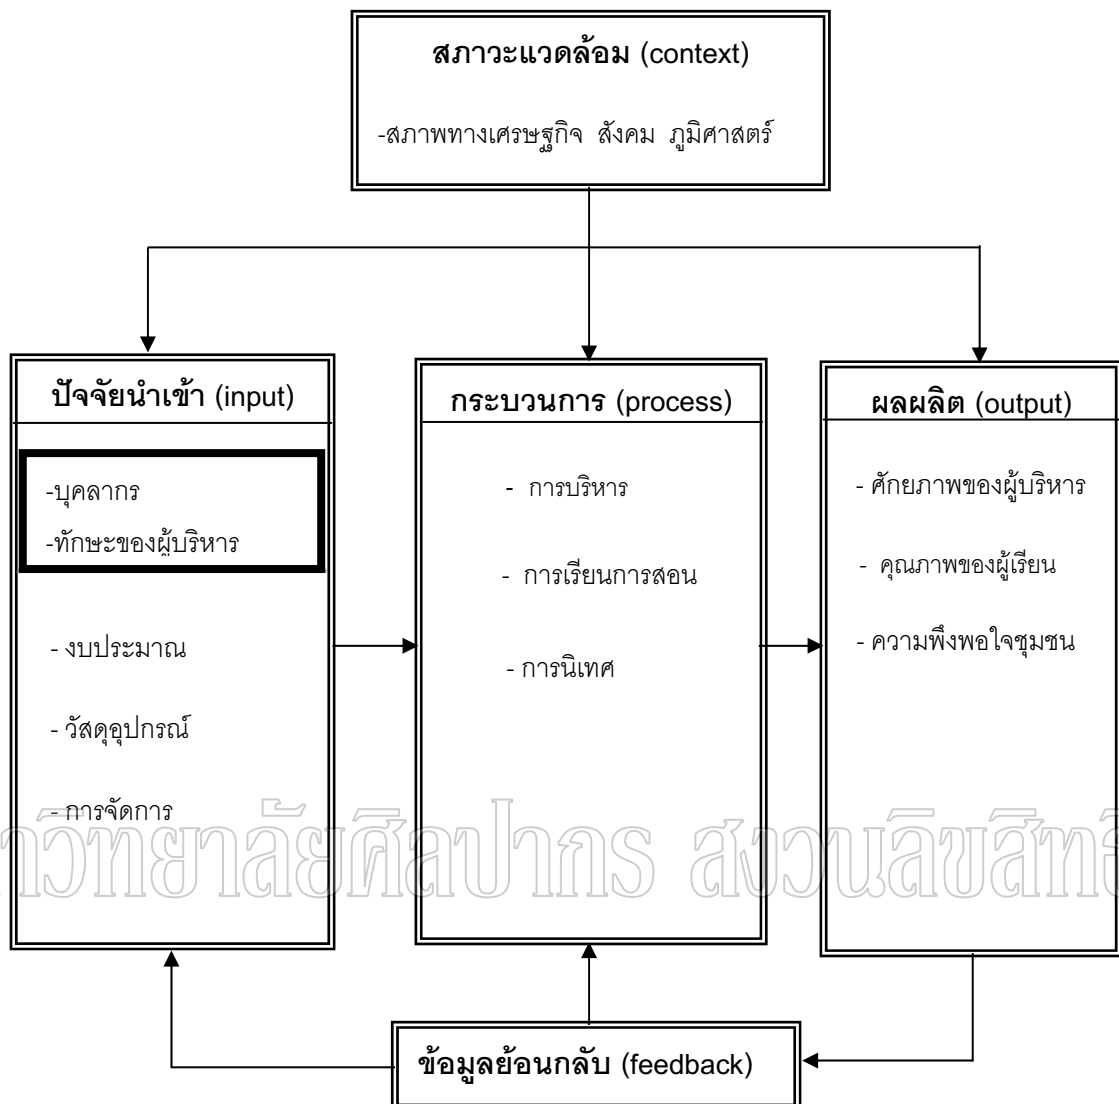 สภาวะแวดล้อม (context)
-สภาพทางเศรษฐกิจ สังคม ภูมิศาสตร์
ปัจจัยนำเข้า (input)
-บุคลากร
-ทักษะของผู้บริหาร
- งบประมาณ
- วัสดุอุปกรณ์
- การจัดการ
กระบวนการ (process)
- การบริหาร
- การเรียนการสอน
- การนิเทศ
ผลผลิต (output)
- ศักยภาพของผู้บริหาร
- คุณภาพของผู้เรียน
- ความพึงพอใจชุมชน
าวิทยาลัยศิลปากร สงวนลิขสิทธิ
ข้อมูลย้อนกลับ (feedback)